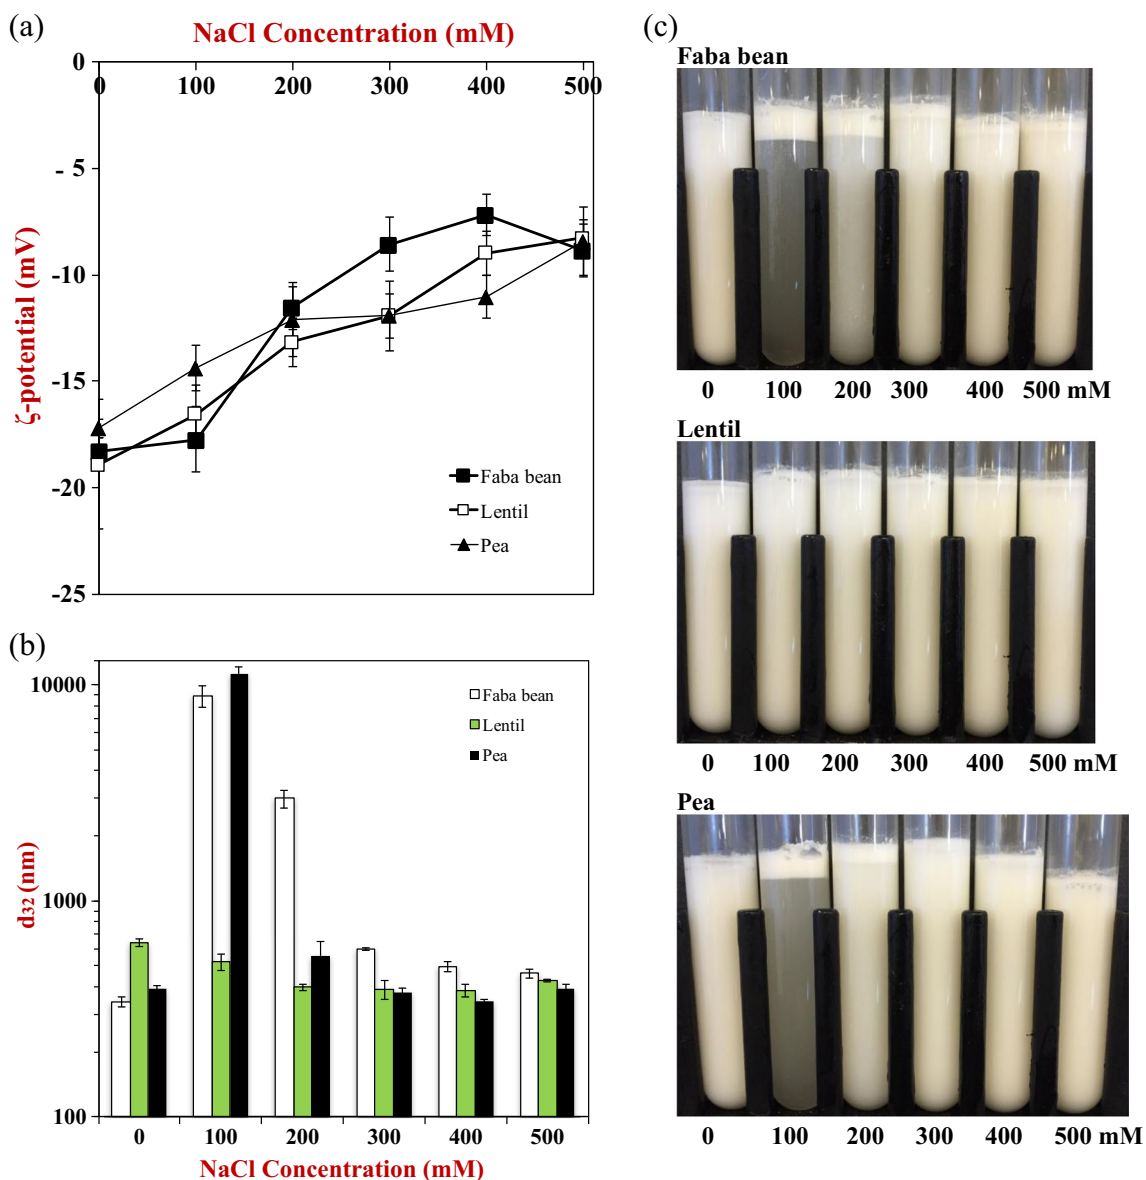 (a)
NaCl Concentration (mM)
0
0 100 200 300 400 500
- 5
-10
-15
-20
-25
ζ-potential (mV)
Faba bean
Lentil
Pea
(b)
10000
1000
100
d32 (nm)
Faba bean
Lentil
Pea
0 100 200 300 400 500
NaCl Concentration (mM)
(c)
Faba bean
0 100 200 300 400 500 mM
Lentil
0 100 200 300 400 500 mM
Pea
0 100 200 300 400 500 mM